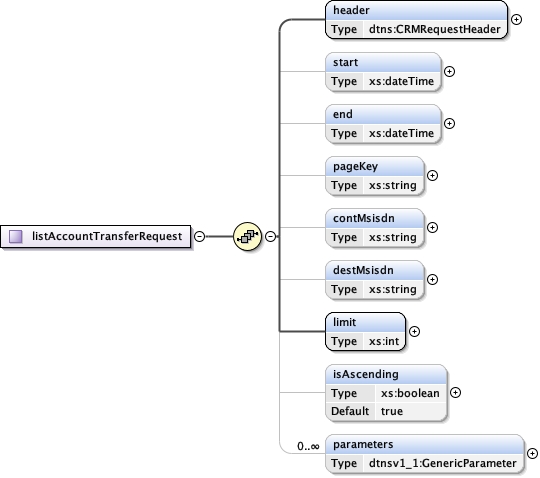 header
Type dtns:CRMRequestHeader
start
Type xs:dateTime
end
Type xs:dateTime
pageKey
Type xs:string
contMsisdn
Type xs:string
listAccountTransferRequest
destMsisdn
Type xs:string
limit
Type xs:int
isAscending
Type xs:boolean
Default true
0..∞
parameters
Type dtnsv1_1:GenericParameter